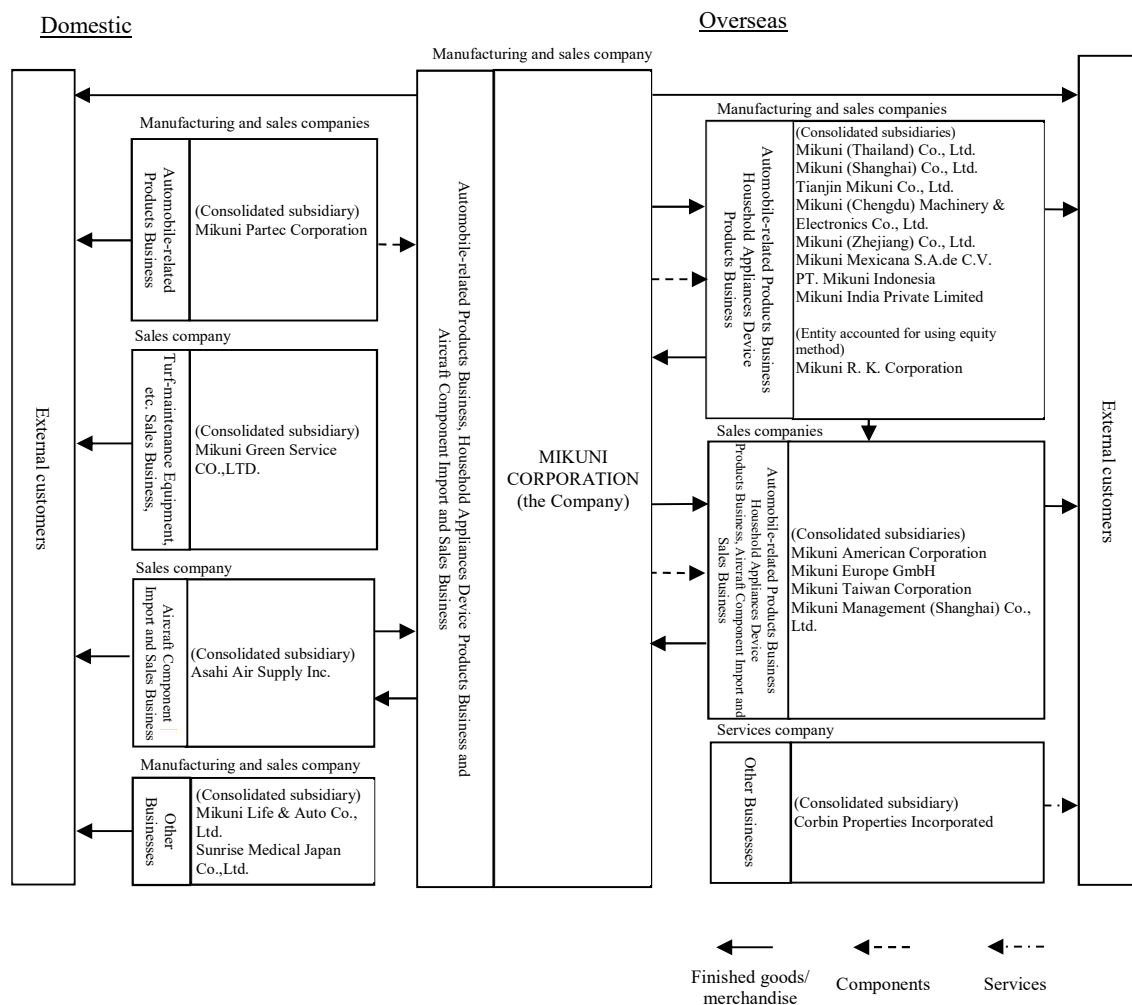 Domestic
Overseas
Manufacturing and sales company
External customers
Manufacturing and sales companies
Automobile-related
Products Business
(Consolidated subsidiary)
Mikuni Partec Corporation
Sales company
Turf-maintenance Equipment,
etc. Sales Business,
(Consolidated subsidiary)
Mikuni Green Service
CO.,LTD.
Sales company
Aircraft Component
Import and Sales Business
(Consolidated subsidiary)
Asahi Air Supply Inc.
Manufacturing and sales company
Other
Businesses
(Consolidated subsidiary)
Mikuni Life & Auto Co.,
Ltd.
Sunrise Medical Japan
Co.,Ltd.
Automobile-related Products Business, Household Appliances Device Products Business and
Aircraft Component Import and Sales Business
MIKUNI
CORPORATION
(the Company)
Manufacturing and sales companies
Automobile-related Products Business
Household Appliances Device
Products Business
(Consolidated subsidiaries)
Mikuni (Thailand) Co., Ltd.
Mikuni (Shanghai) Co., Ltd.
Tianjin Mikuni Co., Ltd.
Mikuni (Chengdu) Machinery &
Electronics Co., Ltd.
Mikuni (Zhejiang) Co., Ltd.
Mikuni Mexicana S.A.de C.V.
PT. Mikuni Indonesia
Mikuni India Private Limited
(Entity accounted for using equity
method)
Mikuni R. K. Corporation
Sales companies
Automobile-related Products Business
Household Appliances Device
Products Business, Aircraft Component Import and
Sales Business
(Consolidated subsidiaries)
Mikuni American Corporation
Mikuni Europe GmbH
Mikuni Taiwan Corporation
Mikuni Management (Shanghai) Co.,
Ltd.
Services company
Other Businesses
(Consolidated subsidiary)
Corbin Properties Incorporated
External customers
Finished goods/
merchandise
Components
Services